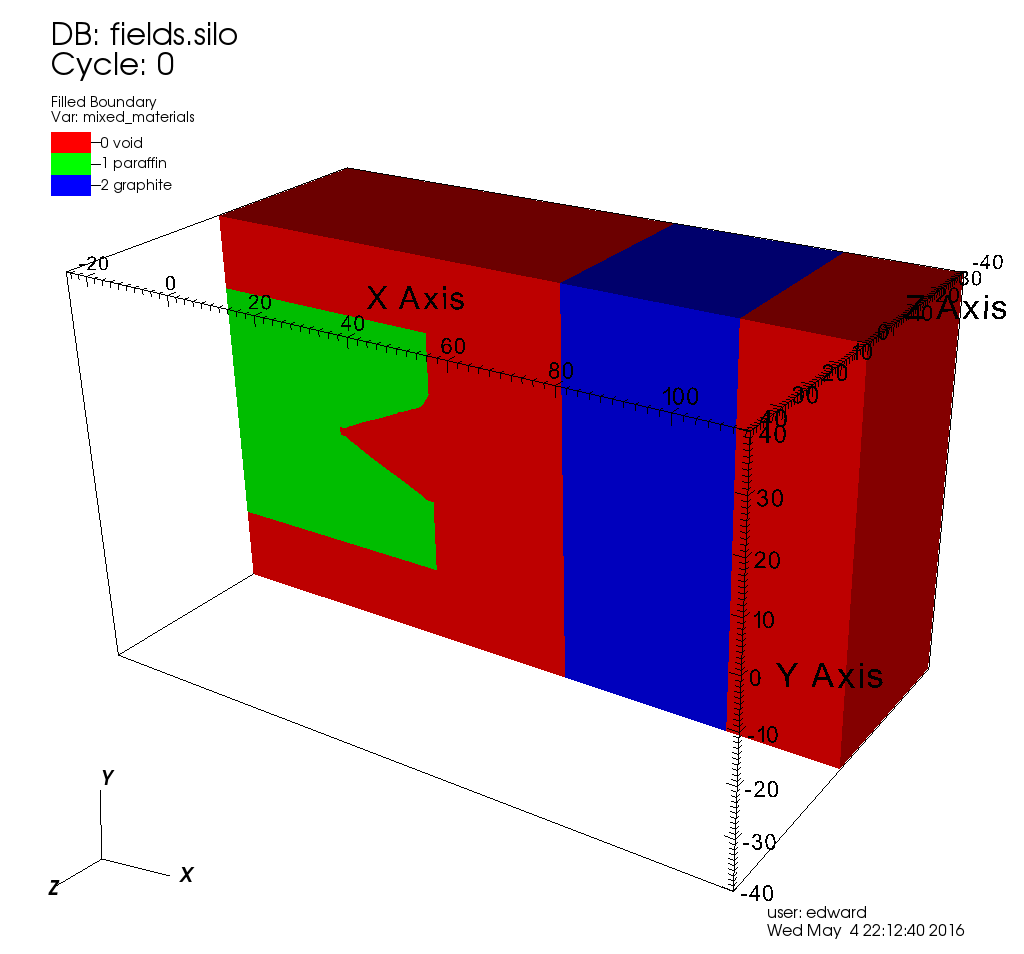 DB: fields.silo
Cycle: 0
Filled Boundary
Var: mixed_materials
0 void
1 paraffin
2 graphite
-20
0
20
40
60
80
100
X Axis
-40
Z Axis
0
10
20
30
40
40
30
20
10
0
Y Axis
-10
-20
-30
-40
Y
X
Z
user: edward
Wed May 4 22:12:40 2016